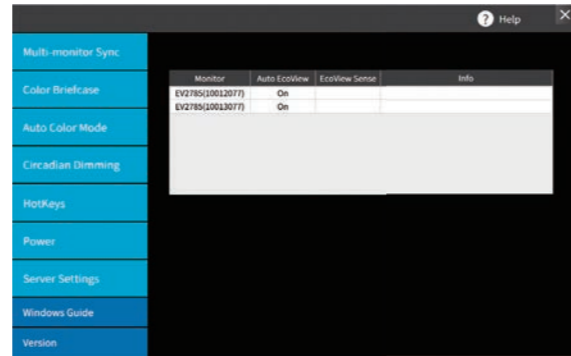 ? Help ×
Multi-monitor Sync
Color Briefcase
Auto Color Mode
Circadian Dimming
HotKeys
Power
Server Settings
Windows Guide
Version
Monitor Auto EcoView EcoView Sense Info
EV2785(10012077) On
EV2785(10013077) On